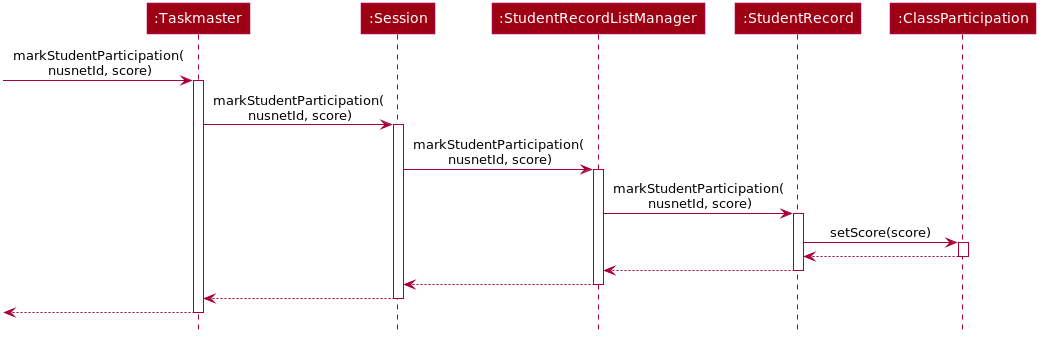 :Taskmaster
:Session
:StudentRecordListManager
:StudentRecord
:ClassParticipation
markStudentParticipation(
nusnetId, score)
markStudentParticipation(
nusnetId, score)
markStudentParticipation(
nusnetId, score)
markStudentParticipation(
nusnetId, score)
setScore(score)